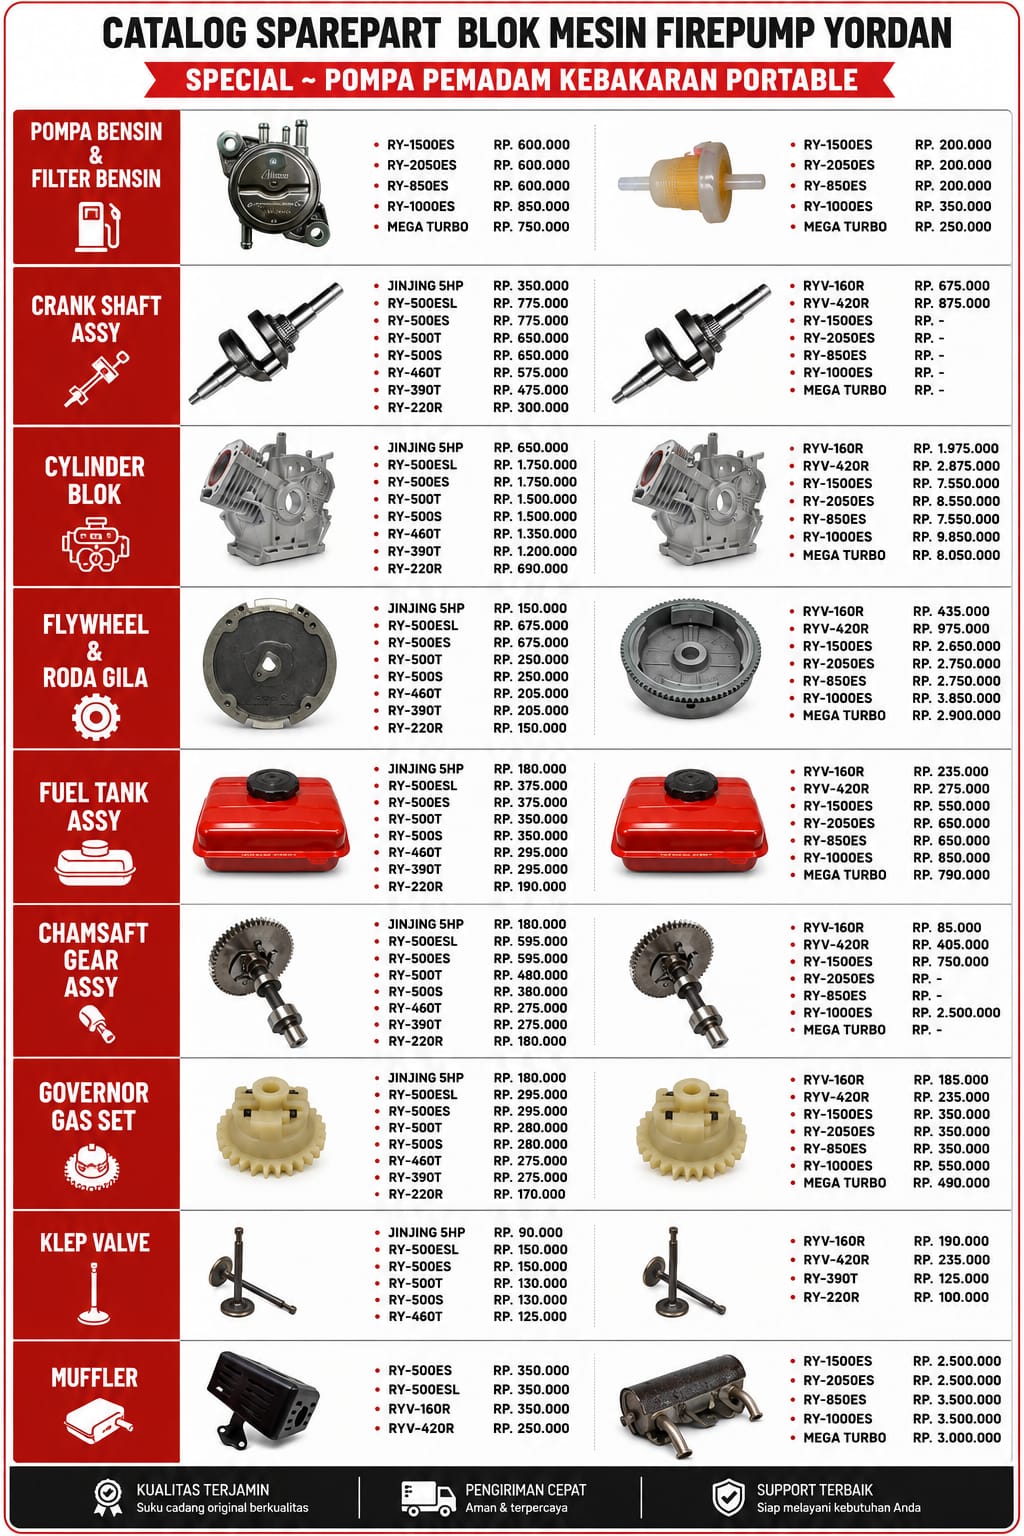 CATALOG SPAREPART BLOK MESIN FIREPUMP YORDAN
SPECIAL ~ POMPA PEMADAM KEBAKARAN PORTABLE
POMPA BENSIN
&
FILTER BENSIN
• RY-1500ES RP. 600.000
• RY-2050ES RP. 600.000
• RY-850ES RP. 600.000
• RY-1000ES RP. 850.000
• MEGA TURBO RP. 750.000
• RY-1500ES RP. 200.000
• RY-2050ES RP. 200.000
• RY-850ES RP. 200.000
• RY-1000ES RP. 350.000
• MEGA TURBO RP. 250.000
CRANK SHAFT
ASSY
• JINJING 5HP RP. 350.000
• RY-500ESL RP. 775.000
• RY-500ES RP. 775.000
• RY-500T RP. 650.000
• RY-500S RP. 650.000
• RY-460T RP. 575.000
• RY-390T RP. 475.000
• RY-220R RP. 300.000
• RYV-160R RP. 675.000
• RYV-420R RP. 875.000
• RY-1500ES RP. -
• RY-2050ES RP. -
• RY-850ES RP. -
• RY-1000ES RP. -
• MEGA TURBO RP. -
CYLINDER
BLOK
• JINJING 5HP RP. 650.000
• RY-500ESL RP. 1.750.000
• RY-500ES RP. 1.750.000
• RY-500T RP. 1.500.000
• RY-500S RP. 1.500.000
• RY-460T RP. 1.350.000
• RY-390T RP. 1.200.000
• RY-220R RP. 690.000
• RYV-160R RP. 1.975.000
• RYV-420R RP. 2.875.000
• RY-1500ES RP. 7.550.000
• RY-2050ES RP. 8.550.000
• RY-850ES RP. 7.550.000
• RY-1000ES RP. 9.850.000
MEGA TURBO RP. 8.050.000
FLYWHEEL
&
RODA GILA
• JINJING 5HP RP. 150.000
• RY-500ESL RP. 675.000
• RY-500ES RP. 675.000
• RY-500T RP. 250.000
• RY-500S RP. 250.000
• RY-460T RP. 205.000
• RY-390T RP. 205.000
• RY-220R RP. 150.000
• RYV-160R RP. 435.000
• RYV-420R RP. 975.000
• RY-1500ES RP. 2.650.000
• RY-2050ES RP. 2.750.000
• RY-850ES RP. 2.750.000
• RY-1000ES RP. 3.850.000
• MEGA TURBO RP. 2.900.000
FUEL TANK
ASSY
• JINJING 5HP RP. 180.000
• RY-500ESL RP. 375.000
• RY-500ES RP. 375.000
• RY-500T RP. 350.000
• RY-500S RP. 350.000
• RY-460T RP. 295.000
• RY-390T RP. 295.000
• RY-220R RP. 190.000
• RYV-160R RP. 235.000
• RYV-420R RP. 275.000
• RY-1500ES RP. 550.000
• RY-2050ES RP. 650.000
• RY-850ES RP. 650.000
• RY-1000ES RP. 850.000
• MEGA TURBO RP. 790.000
CHAMSAFT
GEAR
ASSY
• JINJING 5HP RP. 180.000
• RY-500ESL RP. 595.000
• RY-500ES RP. 595.000
• RY-500T RP. 480.000
• RY-500S RP. 380.000
• RY-460T RP. 275.000
• RY-390T RP. 275.000
• RY-220R RP. 180.000
• RYV-160R RP. 85.000
• RYV-420R RP. 405.000
• RY-1500ES RP. 750.000
• RY-2050ES RP. -
• RY-850ES RP. -
• RY-1000ES RP. 2.500.000
• MEGA TURBO RP. -
GOVERNOR
GAS SET
• JINJING 5HP RP. 180.000
• RY-500ESL RP. 295.000
• RY-500ES RP. 295.000
• RY-500T RP. 280.000
• RY-500S RP. 280.000
• RY-460T RP. 275.000
• RY-390T RP. 275.000
• RY-220R RP. 170.000
• RYV-160R RP. 185.000
• RYV-420R RP. 235.000
• RY-1500ES RP. 350.000
• RY-2050ES RP. 350.000
• RY-850ES RP. 350.000
• RY-1000ES RP. 550.000
• MEGA TURBO RP. 490.000
KLEP VALVE
• JINJING 5HP RP. 90.000
• RY-500ESL RP. 150.000
• RY-500ES RP. 150.000
• RY-500T RP. 130.000
• RY-500S RP. 130.000
• RY-460T RP. 125.000
• RYV-160R RP. 190.000
• RYV-420R RP. 235.000
• RY-390T RP. 125.000
• RY-220R RP. 100.000
MUFFLER
• RY-500ES RP. 350.000
• RY-500ESL RP. 350.000
• RYV-160R RP. 350.000
• RYV-420R RP. 250.000
• RY-1500ES RP. 2.500.000
• RY-2050ES RP. 2.500.000
• RY-850ES RP. 3.500.000
• RY-1000ES RP. 3.500.000
• MEGA TURBO RP. 3.000.000
KUALITAS TERJAMIN
Suku cadang original berkualitas
PENGIRIMAN CEPAT
Aman & terpercaya
SUPPORT TERBAIK
Siap melayani kebutuhan Anda